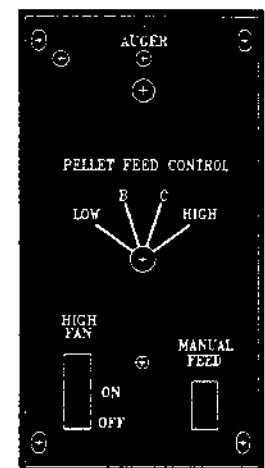 AUGER
PELLET FEED CONTROL
B C
LOW HIGH
HIGH
FAN
MANUAL
FEED
ON
OFF